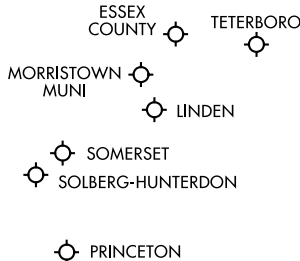 ESSEX
COUNTY
TETERBORO
MORRISTOWN
MUNI
LINDEN
SOMERSET
SOLBERG-HUNTERDON
PRINCETON